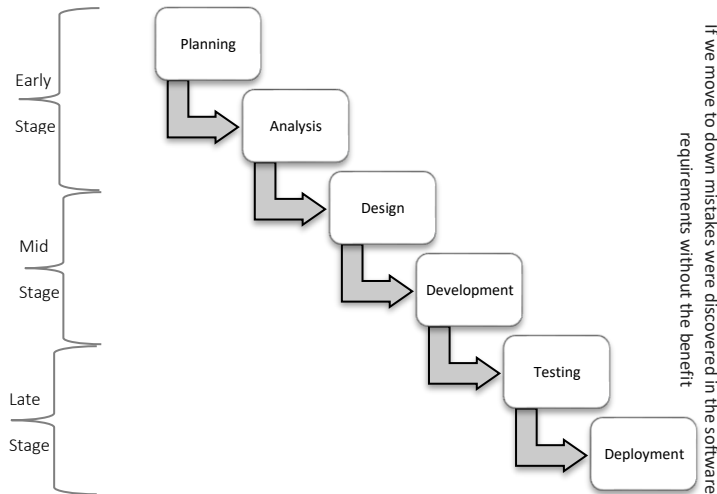 Planning
Early
Stage
Analysis
Design
Mid
Stage
Development
Testing
Late
Stage
Deployment
If we move to down mistakes were discovered in the software
requirements without the benefit